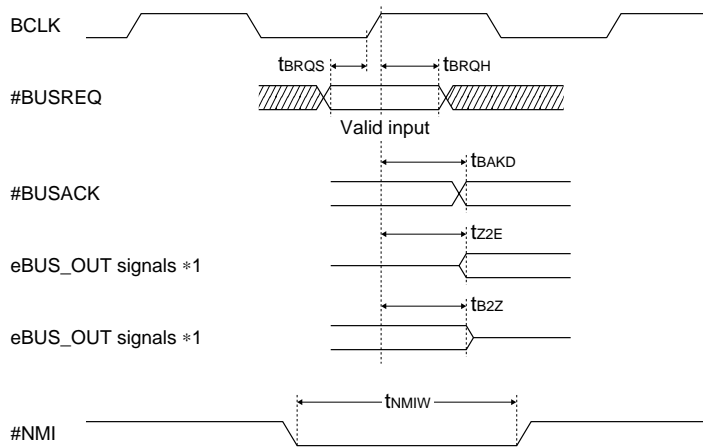 BCLK
tBRQS
tBRQH
#BUSREQ
Valid input
tBAKD
#BUSACK
tZ2E
eBUS_OUT signals *1
tB2Z
eBUS_OUT signals *1
tNMIW
#NMI